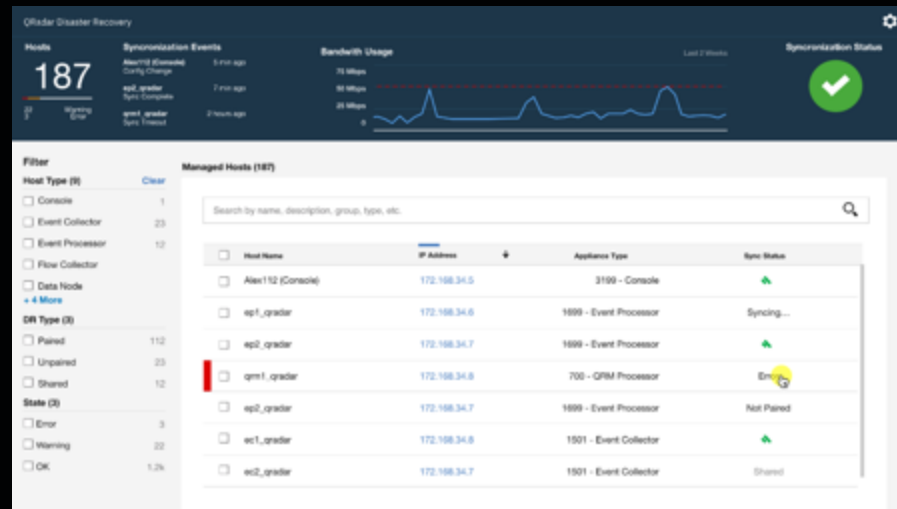 QRadar Disaster Recovery
Hosts
187
22 Warning
3 Error
Syncronization Events
Alex112 (Console) 5 min ago
Config Change
ep2_qradar 7 min ago
Sync Complete
qrm1_qradar 2 hours ago
Sync Timeout
Bandwith Usage Last 2 Weeks
75 Mbps
50 Mbps
25 Mbps
0
Syncronization Status
Filter
Host Type (9) Clear
Console 1
Event Collector 23
Event Processor 12
Flow Collector
Data Node
+ 4 More
DR Type (3)
Paired 112
Unpaired 23
Shared 12
State (3)
Error 3
Warning 22
OK 1.2k
Managed Hosts (187)
Search by name, description, group, type, etc.
Host Name IP Address Appliance Type Sync Status
Alex112 (Console) 172.168.34.5 3199 - Console
ep1_qradar 172.168.34.6 1699 - Event Processor Syncing...
ep2_qradar 172.168.34.7 1699 - Event Processor
qrm1_qradar 172.168.34.8 700 - QRM Processor Error
ep2_qradar 172.168.34.7 1699 - Event Processor Not Paired
ec1_qradar 172.168.34.8 1501 - Event Collector
ec2_qradar 172.168.34.7 1501 - Event Collector Shared